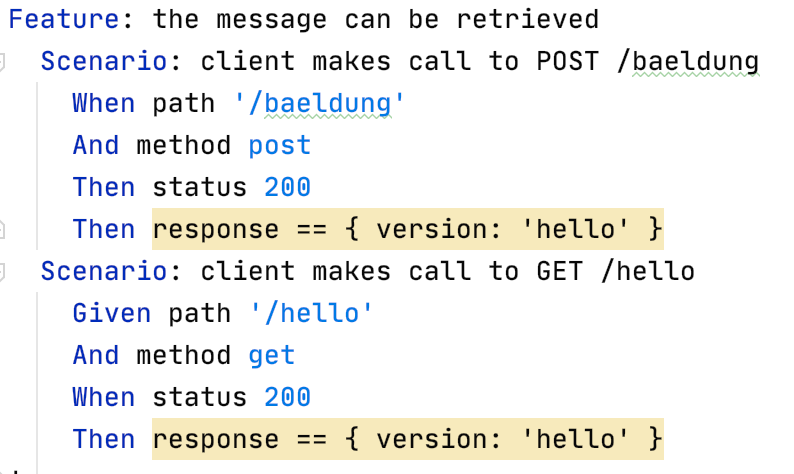 Feature: the message can be retrieved
Scenario: client makes call to POST /baeldung
When path '/baeldung'
And method post
Then status 200
Then response == { version: 'hello' }
Scenario: client makes call to GET /hello
Given path '/hello'
And method get
When status 200
Then response == { version: 'hello' }